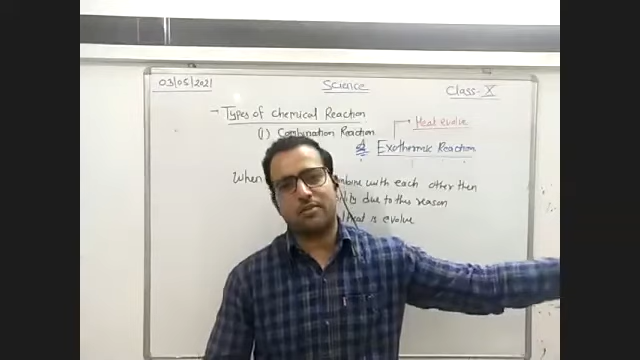 03/05/2021
Science
Class - X
→ Types of chemical Reaction
(i) Combination Reaction
→ Heat evolve
& Exothermic Reaction
When combine with each other then
due to this reason
Heat is evolve